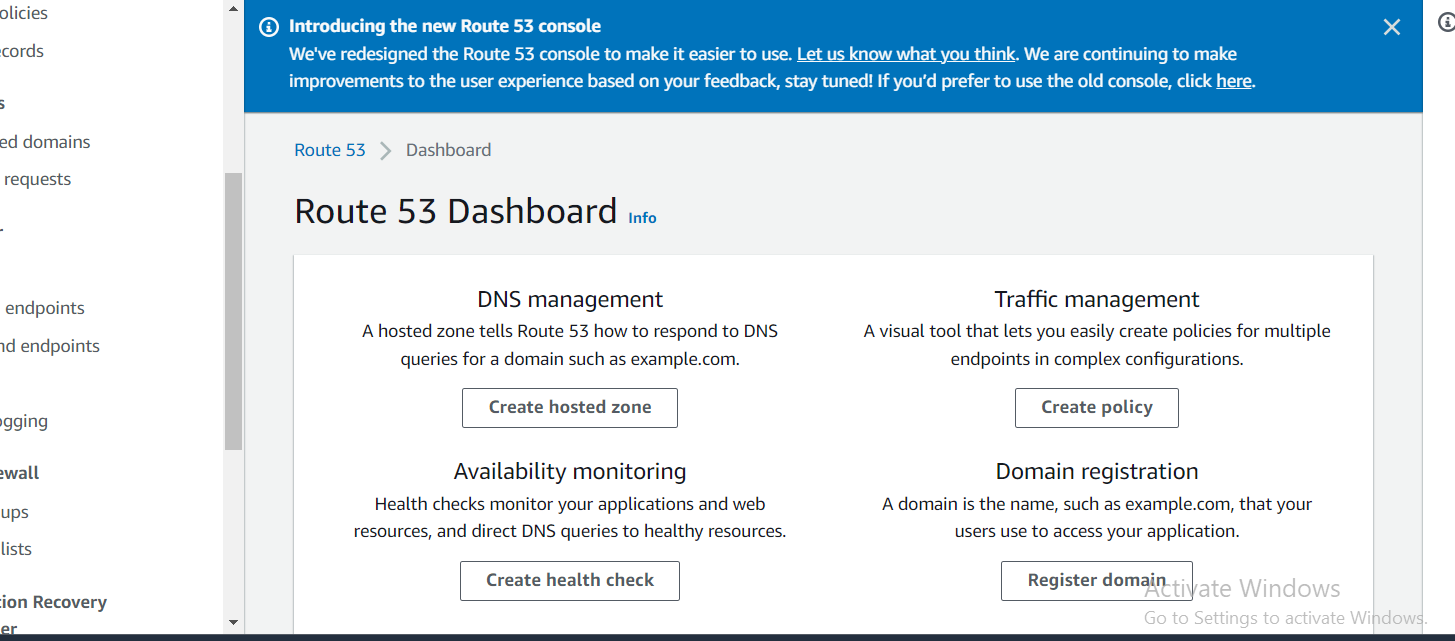 olicies
cords
s
ed domains
requests
r
endpoints
nd endpoints
ogging
ewall
ups
lists
tion Recovery
er
Introducing the new Route 53 console
We've redesigned the Route 53 console to make it easier to use. Let us know what you think. We are continuing to make
improvements to the user experience based on your feedback, stay tuned! If you'd prefer to use the old console, click here.
Route 53 > Dashboard
Route 53 Dashboard Info
DNS management
A hosted zone tells Route 53 how to respond to DNS
queries for a domain such as example.com.
Create hosted zone
Traffic management
A visual tool that lets you easily create policies for multiple
endpoints in complex configurations.
Create policy
Availability monitoring
Health checks monitor your applications and web
resources, and direct DNS queries to healthy resources.
Create health check
Domain registration
A domain is the name, such as example.com, that your
users use to access your application.
Register domain
Activate Windows
Go to Settings to activate Windows.